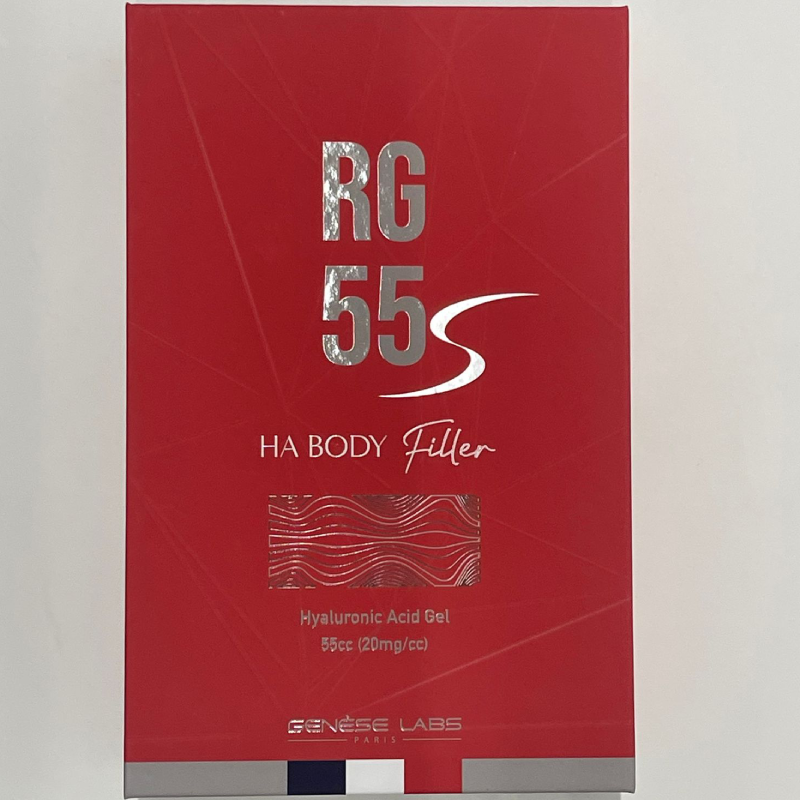 RG
55S
HA BODY Filler
Hyaluronic Acid Gel
55cc (20mg/cc)
GENÈSE LABS
PARIS